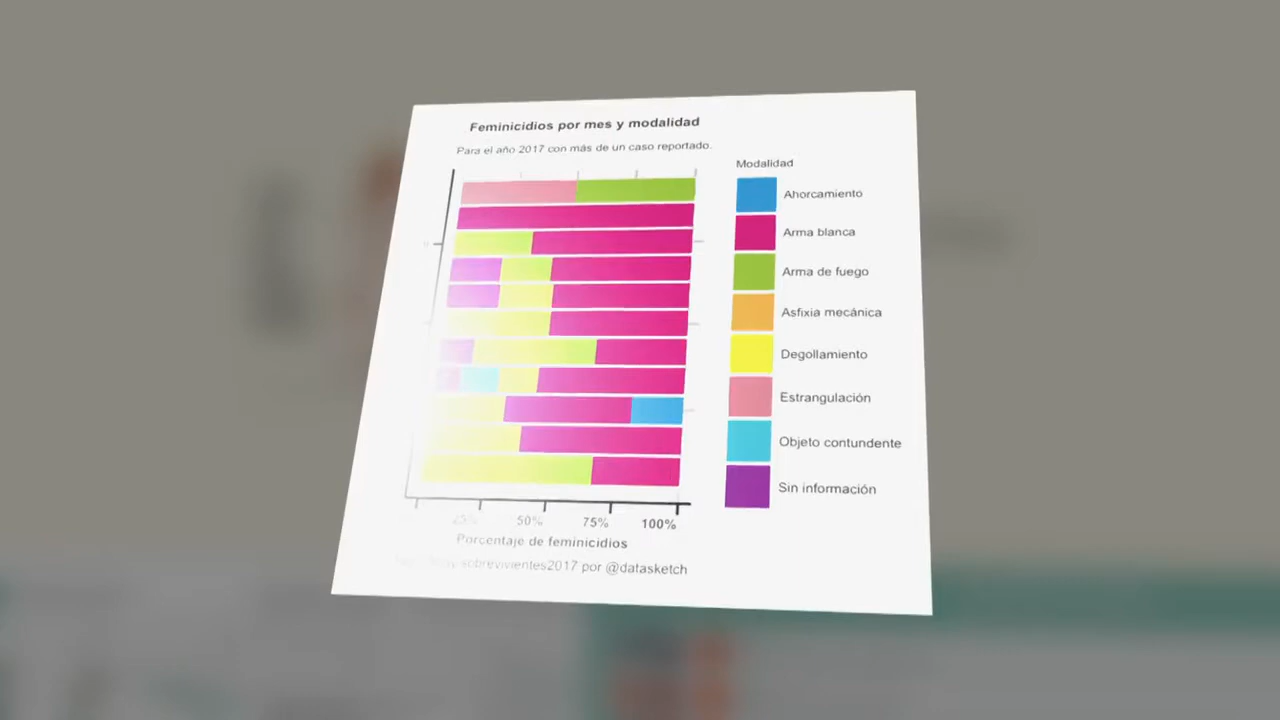 Feminicidios por mes y modalidad
Para el año 2017 con más de un caso reportado.
Modalidad
Ahorcamiento
Arma blanca
Arma de fuego
Asfixia mecánica
Degollamiento
Estrangulación
Objeto contundente
Sin información
25% 50% 75% 100%
Porcentaje de feminicidios
sobrevivientes2017 por @datasketch